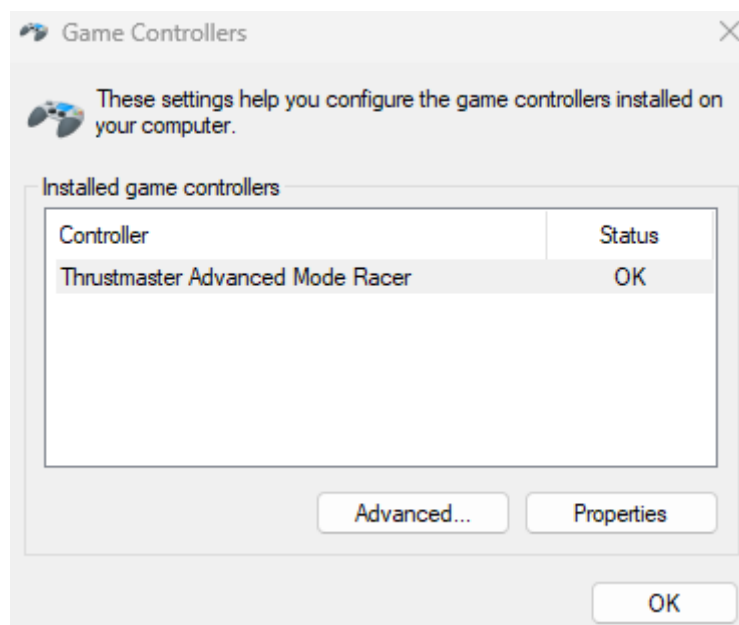 Game Controllers
These settings help you configure the game controllers installed on
your computer.
Installed game controllers
Controller Status
Thrustmaster Advanced Mode Racer OK
Advanced... Properties
OK